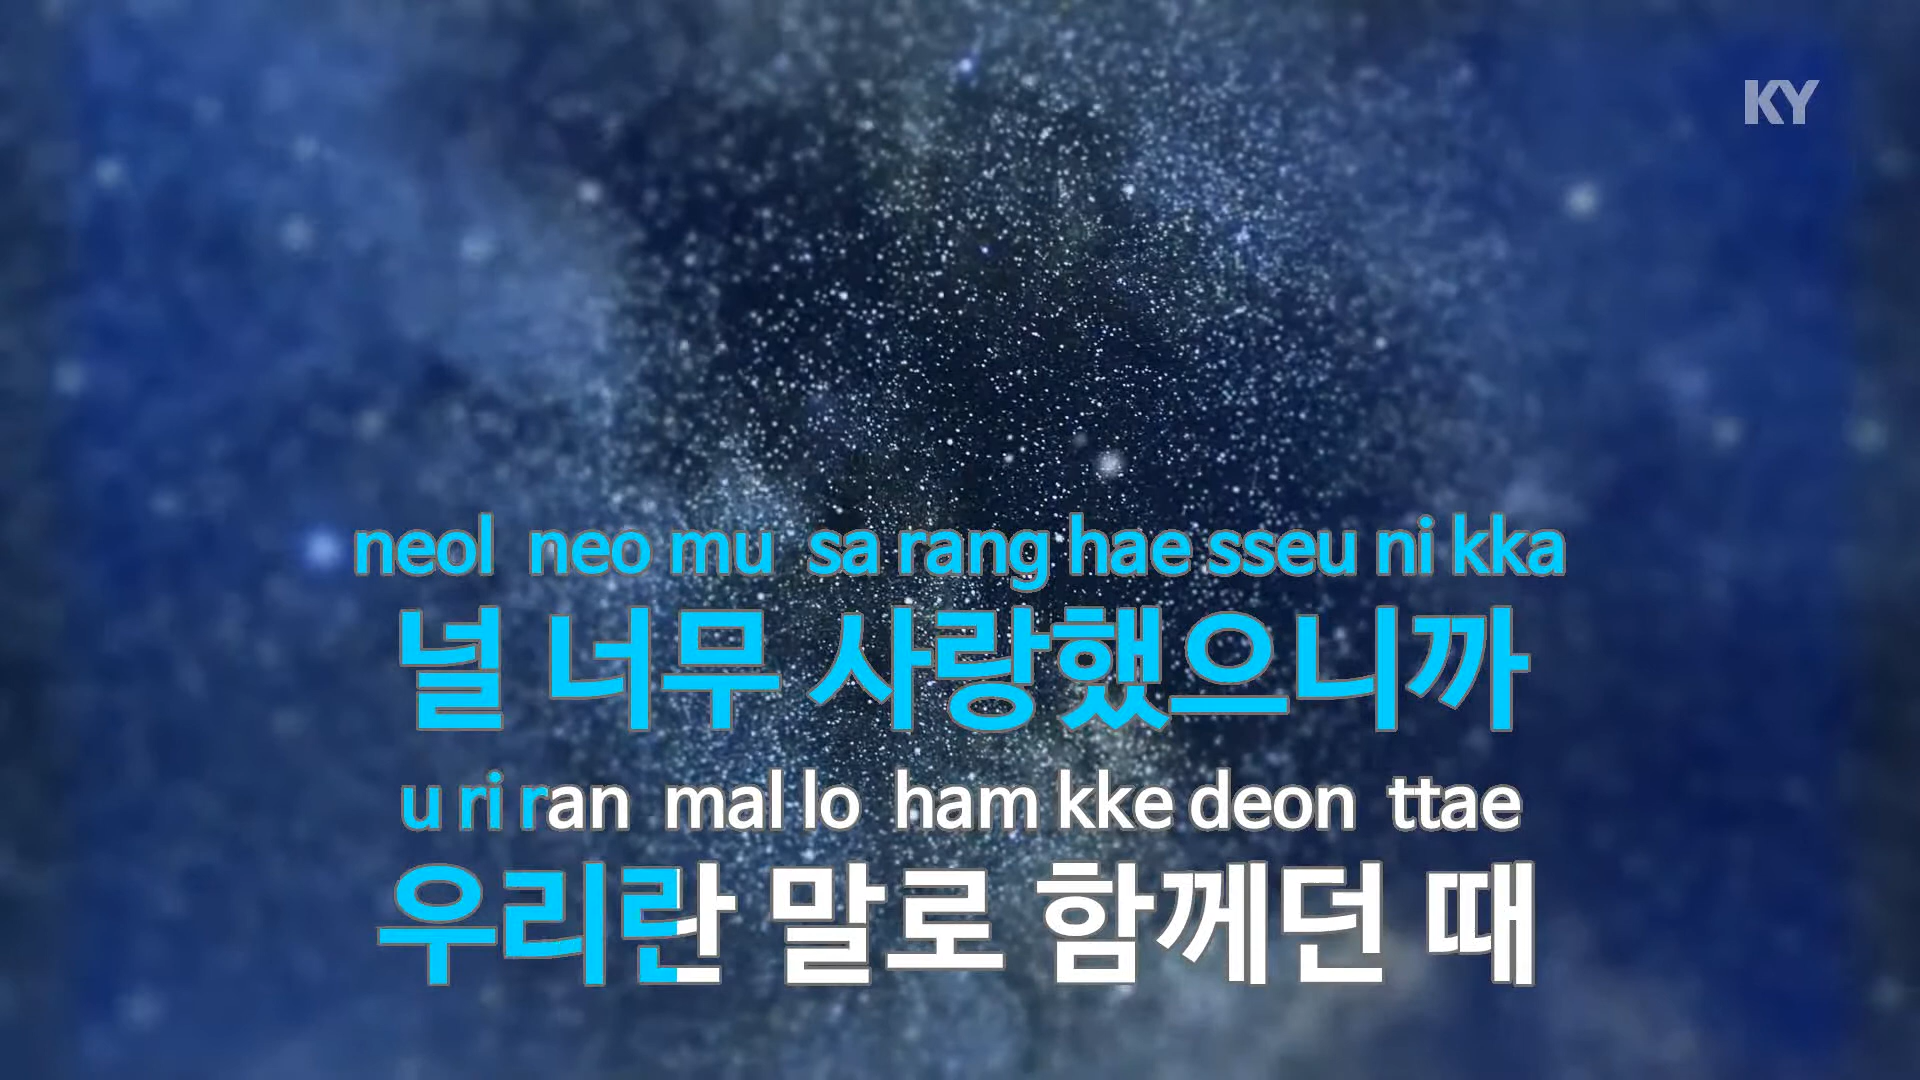 KY
neol neo mu sa rang hae sseu ni kka
널 너무 사랑했으니까
u ri ran mal lo ham kke deon ttae
우리란 말로 함께던 때